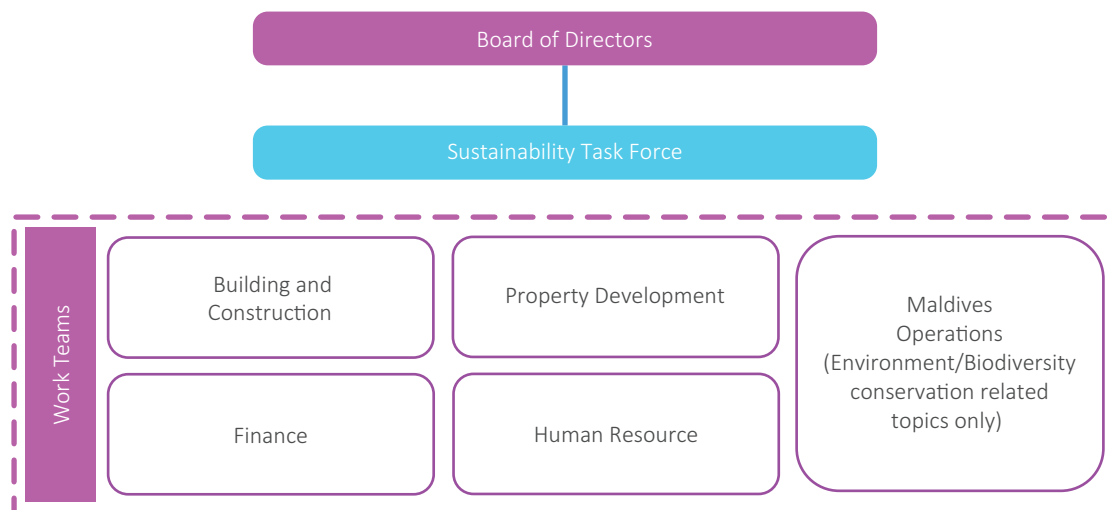 Board of Directors
Sustainability Task Force
Work Teams
Building and
Construction
Property Development
Maldives
Operations
(Environment/Biodiversity
conservation related
topics only)
Finance
Human Resource